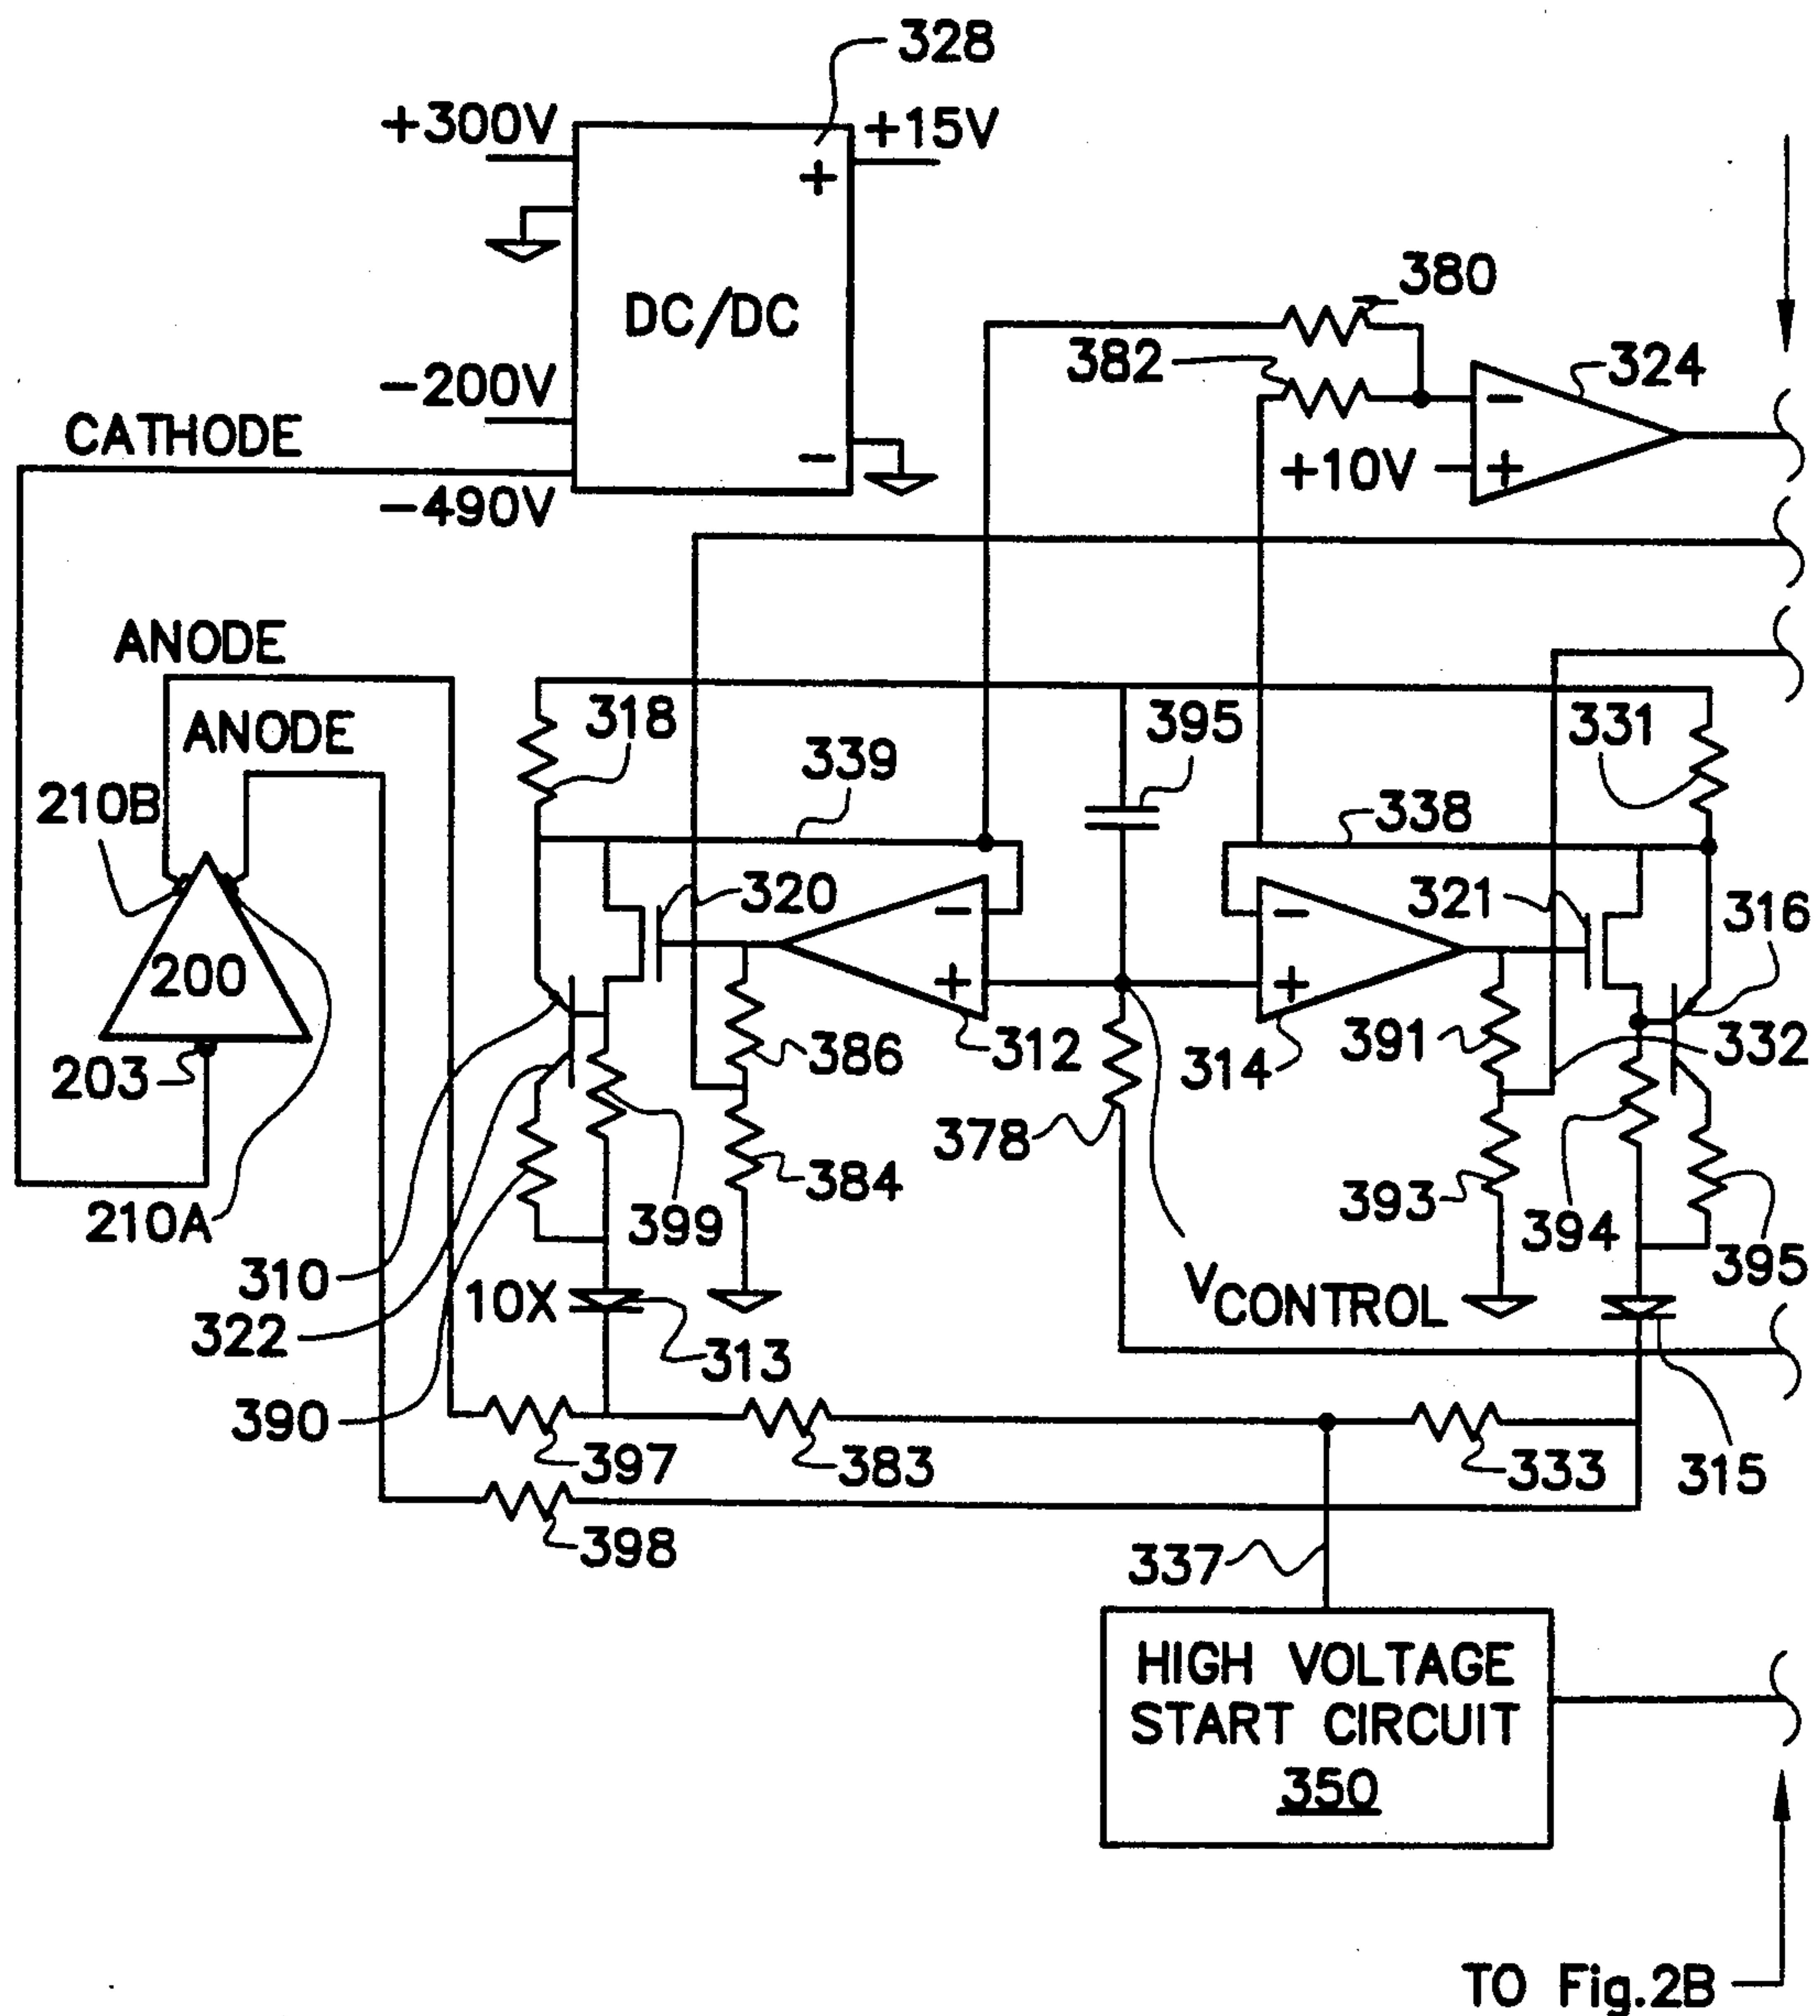 328
+300V
+15V
+
DC/DC
380
382
324
-200V
-
CATHODE
+10V
+
-
-490V
ANODE
318
395
331
ANODE
339
338
210B
320
321
316
-
-
200
+
+
386
312
314
391
332
203
378
384
393
394
210A
399
395
310
10X
VCONTROL
322
313
390
397
383
333
315
398
337
HIGH VOLTAGE
START CIRCUIT
350
TO Fig.2B